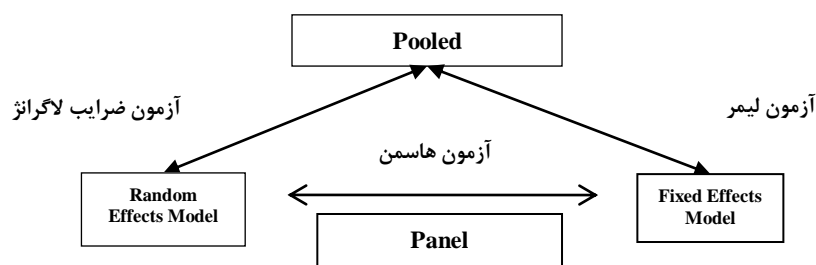 Pooled
آزمون لیمر
آزمون ضرایب لاگرانژ
آزمون هاسمن
Random
Effects Model
Fixed Effects
Model
Panel